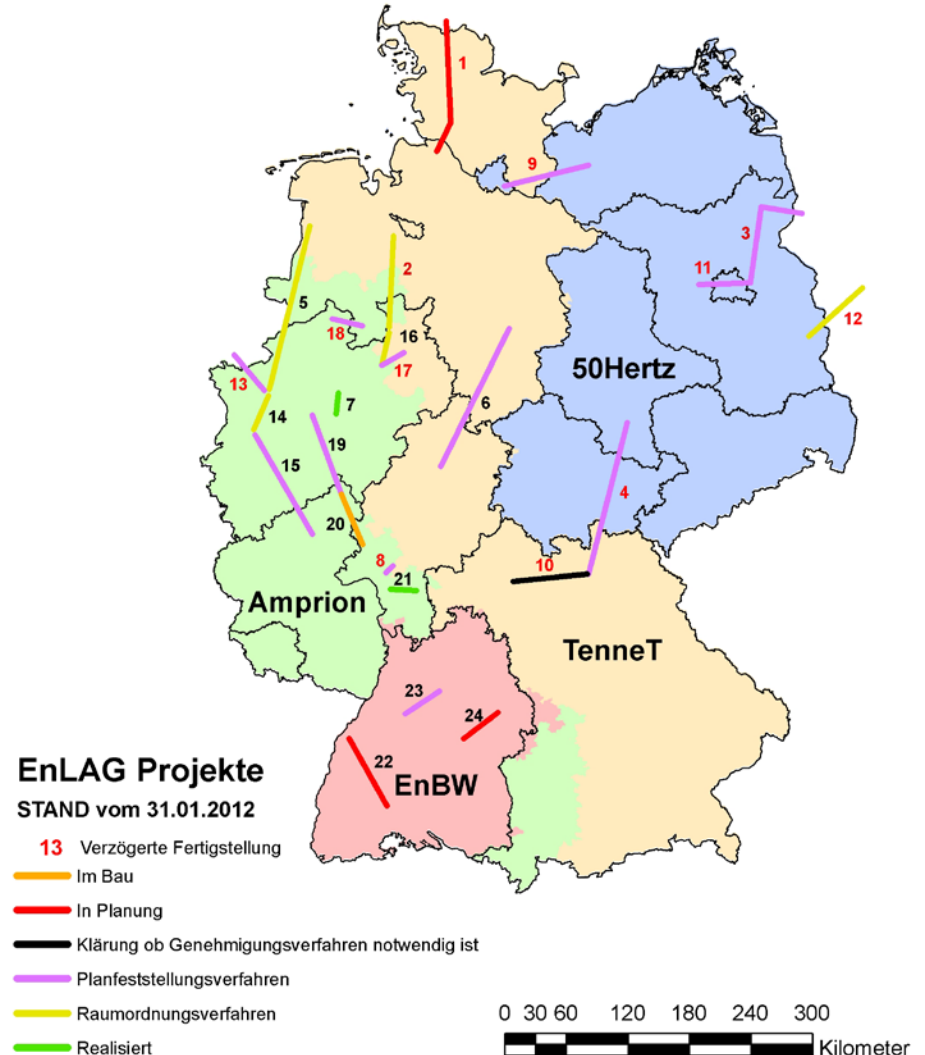 1
9
3
11
2
5
12
18
16
17
50Hertz
13
7
6
14
19
15
4
20
8
10
21
Amprion
TenneT
23
24
22
EnBW
EnLAG Projekte
STAND vom 31.01.2012
13 Verzögerte Fertigstellung
Im Bau
In Planung
Klärung ob Genehmigungsverfahren notwendig ist
Planfeststellungsverfahren
Raumordnungsverfahren
Realisiert
0 30 60 120 180 240 300
Kilometer